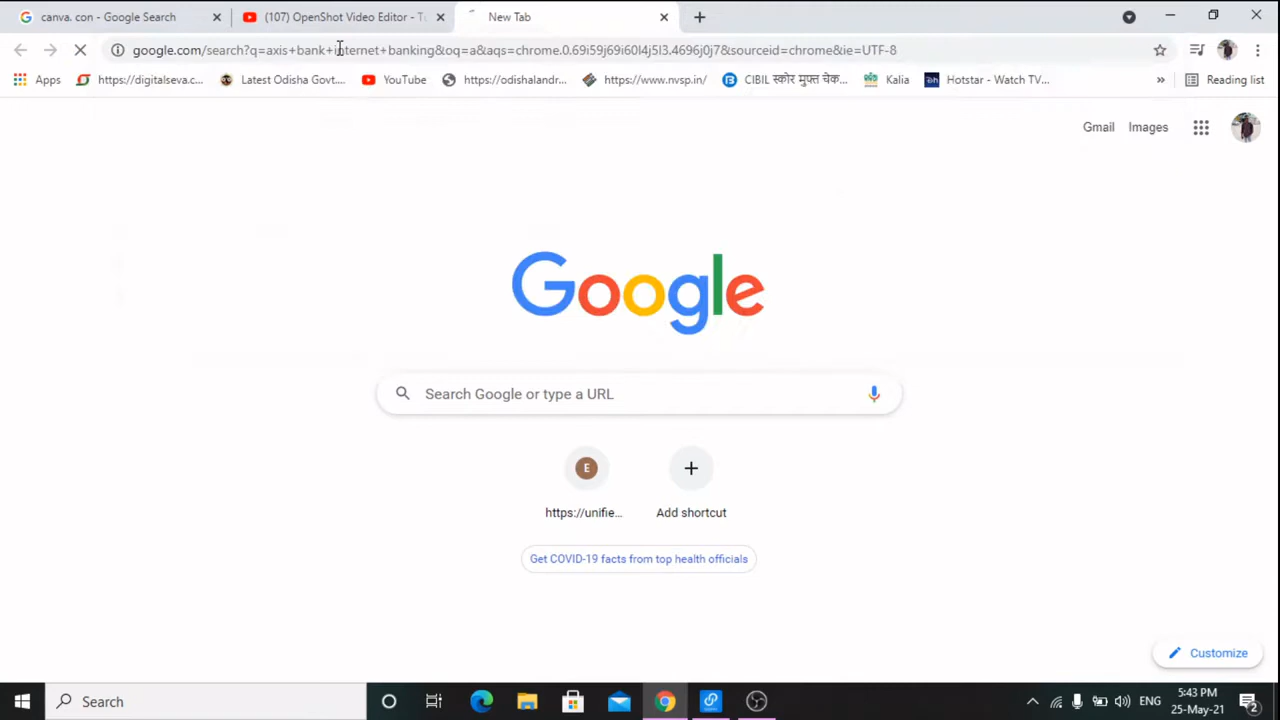 canva. con - Google Search
(107) OpenShot Video Editor - Tu
New Tab
google.com/search?q=axis+bank+internet+banking&oq=a&aqs=chrome.0.69i59j69i60l4j5l3.4696j0j7&sourceid=chrome&ie=UTF-8
Apps
https://digitalseva.c...
Latest Odisha Govt....
YouTube
https://odishalandr...
https://www.nvsp.in/
CIBIL स्कोर मुफ्त चेक...
Kalia
Hotstar - Watch TV...
»
Reading list
Gmail
Images
Google
Search Google or type a URL
E
https://unifie...
Add shortcut
Get COVID-19 facts from top health officials
Customize
Search
ENG
5:43 PM
25-May-21
2